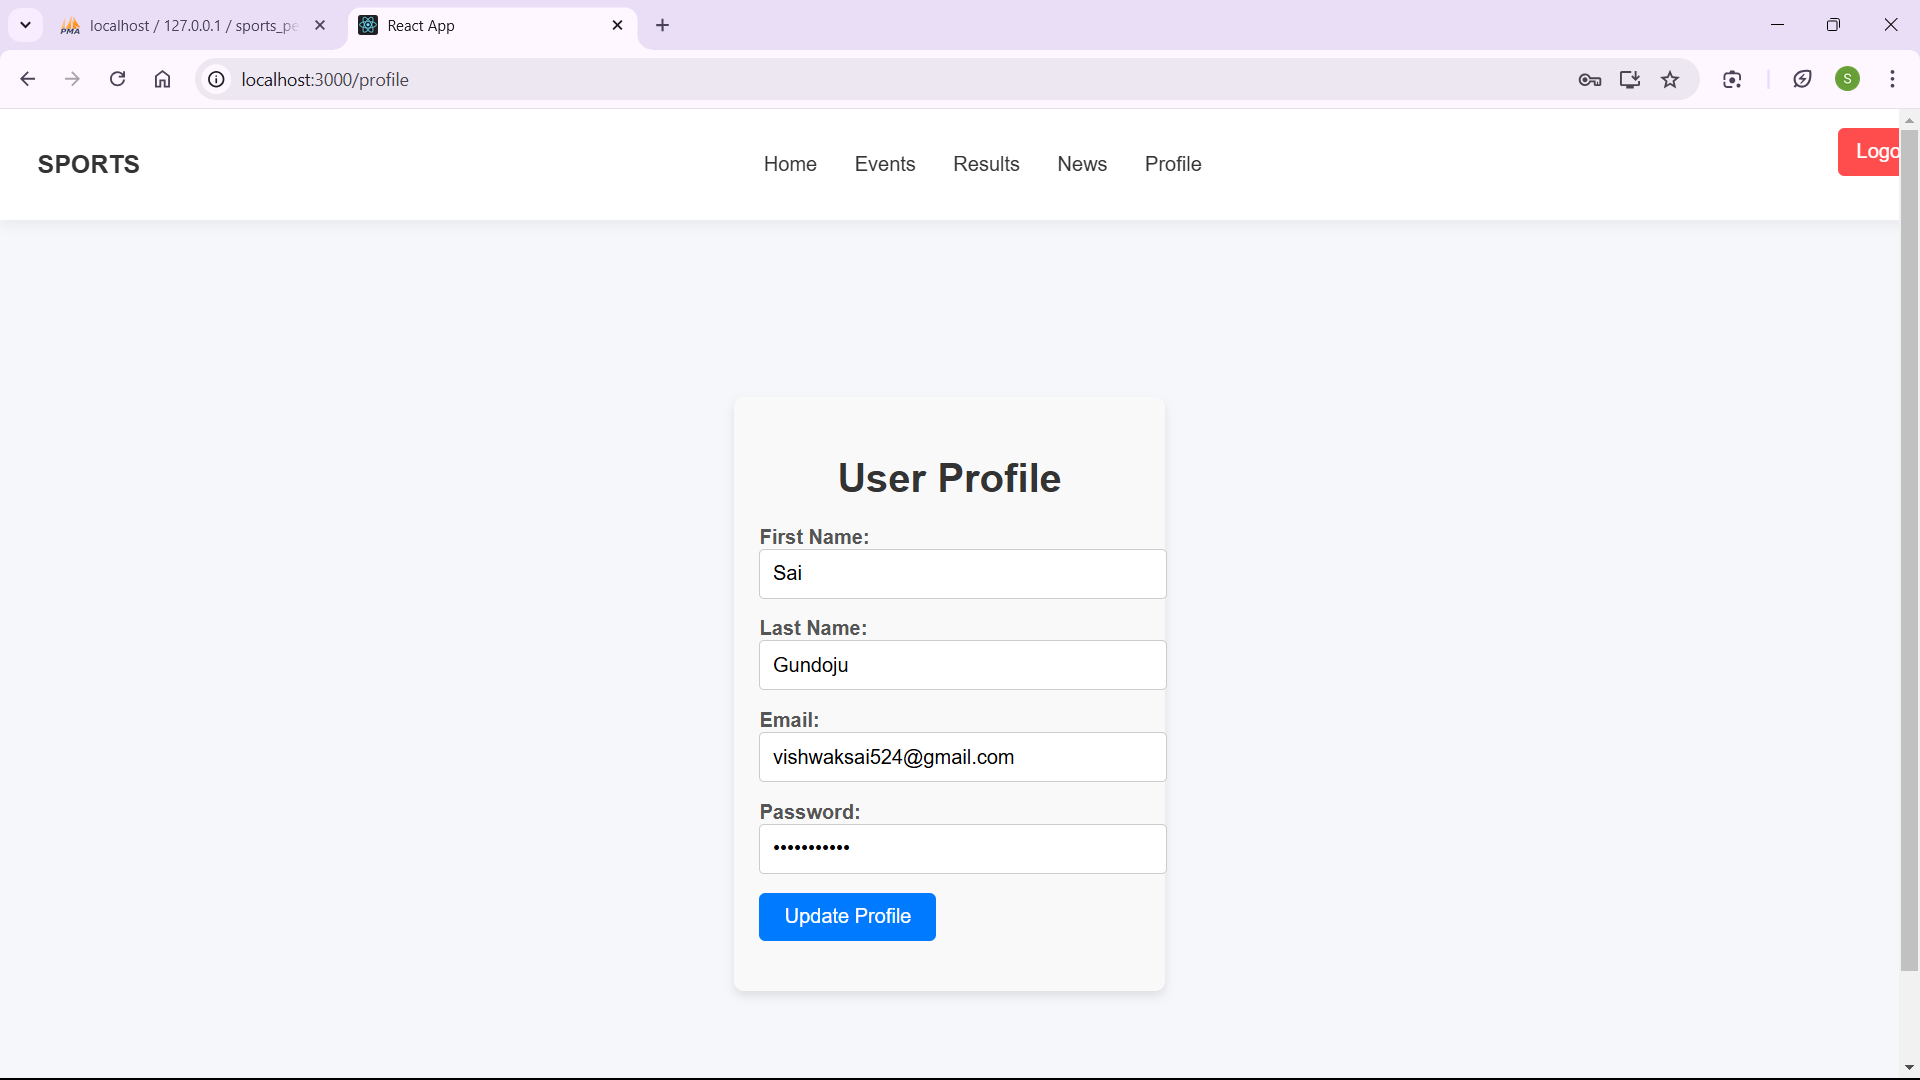 localhost / 127.0.0.1 / sports_pe
React App
localhost:3000/profile
S
SPORTS
Home Events Results News Profile
Logo
User Profile
First Name:
Sai
Last Name:
Gundoju
Email:
vishwaksai524@gmail.com
Password:
•••••••••••
Update Profile